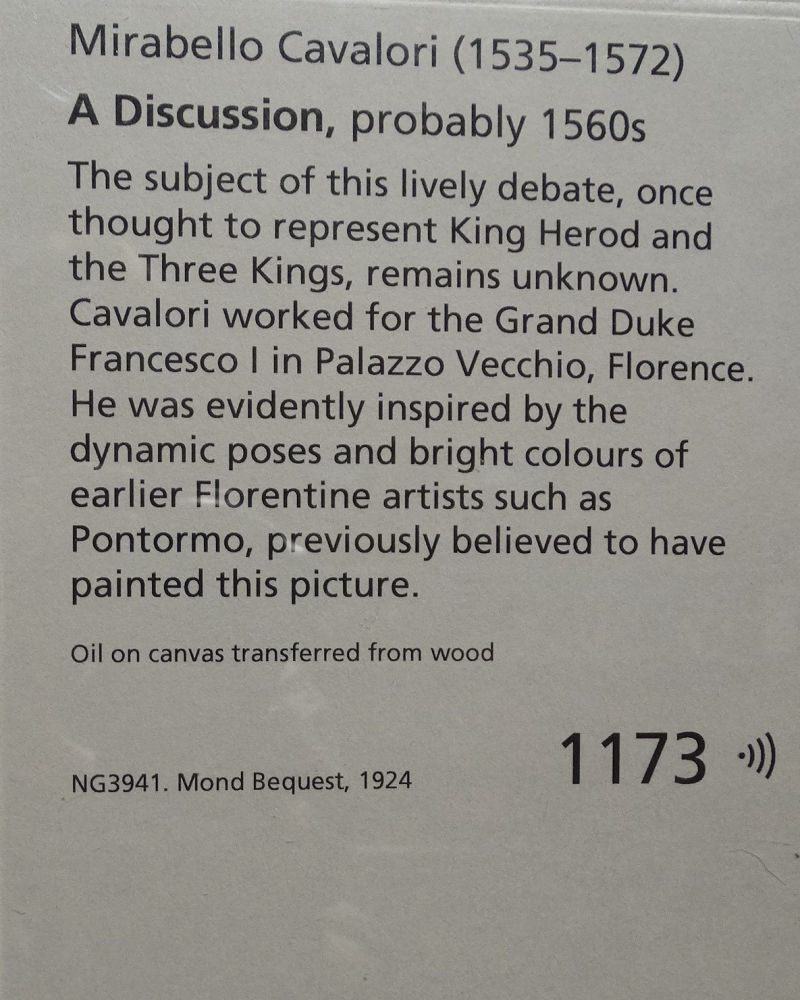 Mirabello Cavalori (1535–1572)
A Discussion, probably 1560s
The subject of this lively debate, once
thought to represent King Herod and
the Three Kings, remains unknown.
Cavalori worked for the Grand Duke
Francesco I in Palazzo Vecchio, Florence.
He was evidently inspired by the
dynamic poses and bright colours of
earlier Florentine artists such as
Pontormo, previously believed to have
painted this picture.
Oil on canvas transferred from wood
1173
NG3941. Mond Bequest, 1924